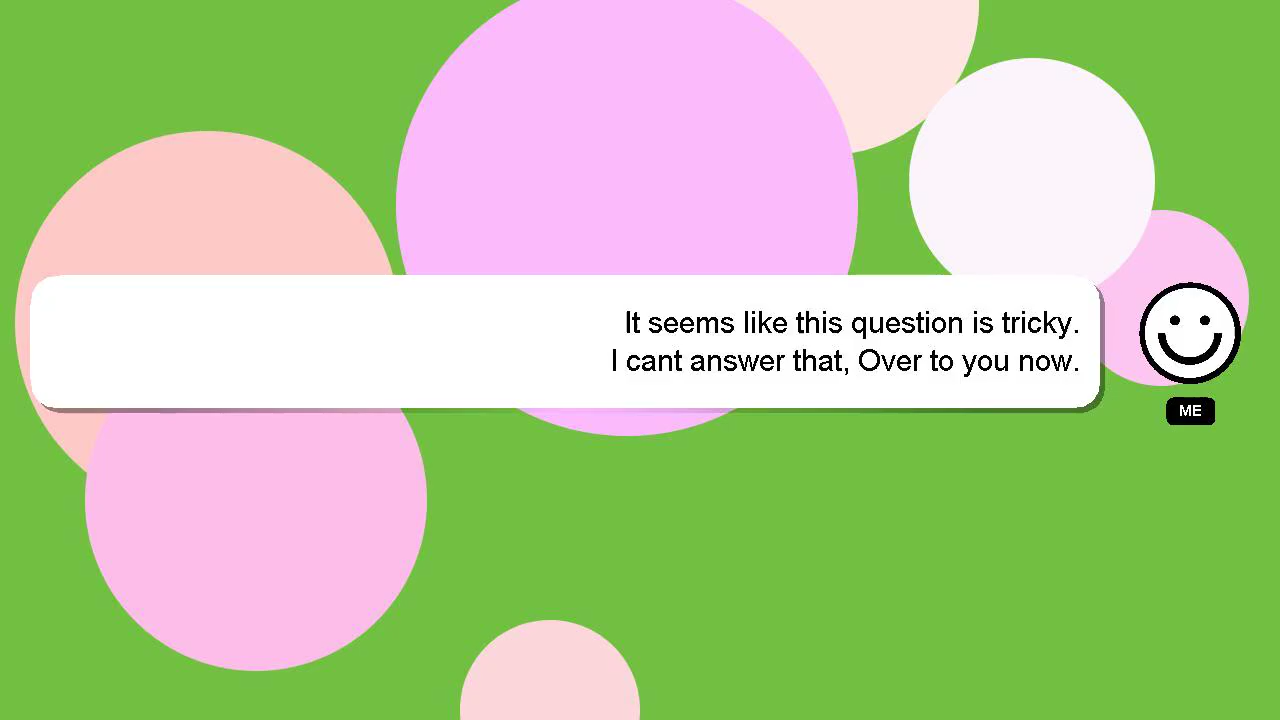 It seems like this question is tricky.
I cant answer that, Over to you now.
ME